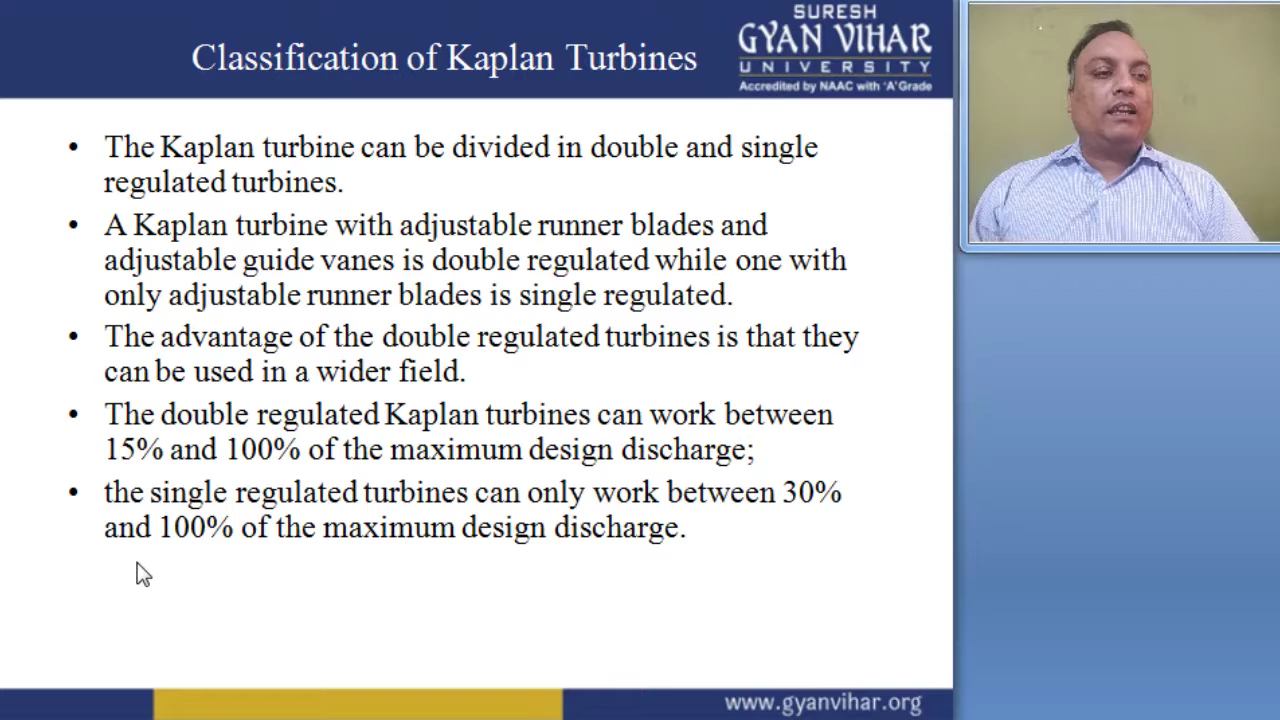 Classification of Kaplan Turbines
SURESH
GYAN VIHAR
UNIVERSITY
Accredited by NAAC with 'A' Grade
• The Kaplan turbine can be divided in double and single
regulated turbines.
• A Kaplan turbine with adjustable runner blades and
adjustable guide vanes is double regulated while one with
only adjustable runner blades is single regulated.
• The advantage of the double regulated turbines is that they
can be used in a wider field.
• The double regulated Kaplan turbines can work between
15% and 100% of the maximum design discharge;
• the single regulated turbines can only work between 30%
and 100% of the maximum design discharge.
www.gyanvihar.org